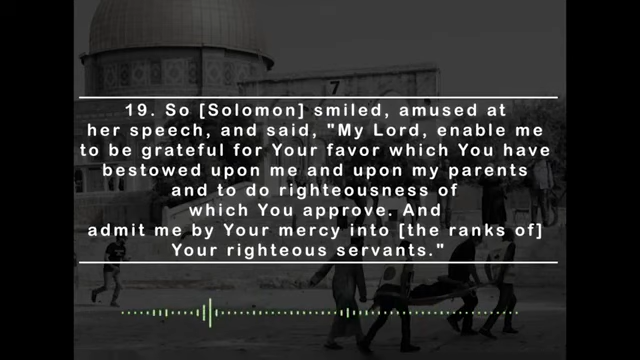 7
19. So [Solomon] smiled, amused at
her speech, and said, "My Lord, enable me
to be grateful for Your favor which You have
bestowed upon me and upon my parents
and to do righteousness of
which You approve. And
admit me by Your mercy into [the ranks of]
Your righteous servants."